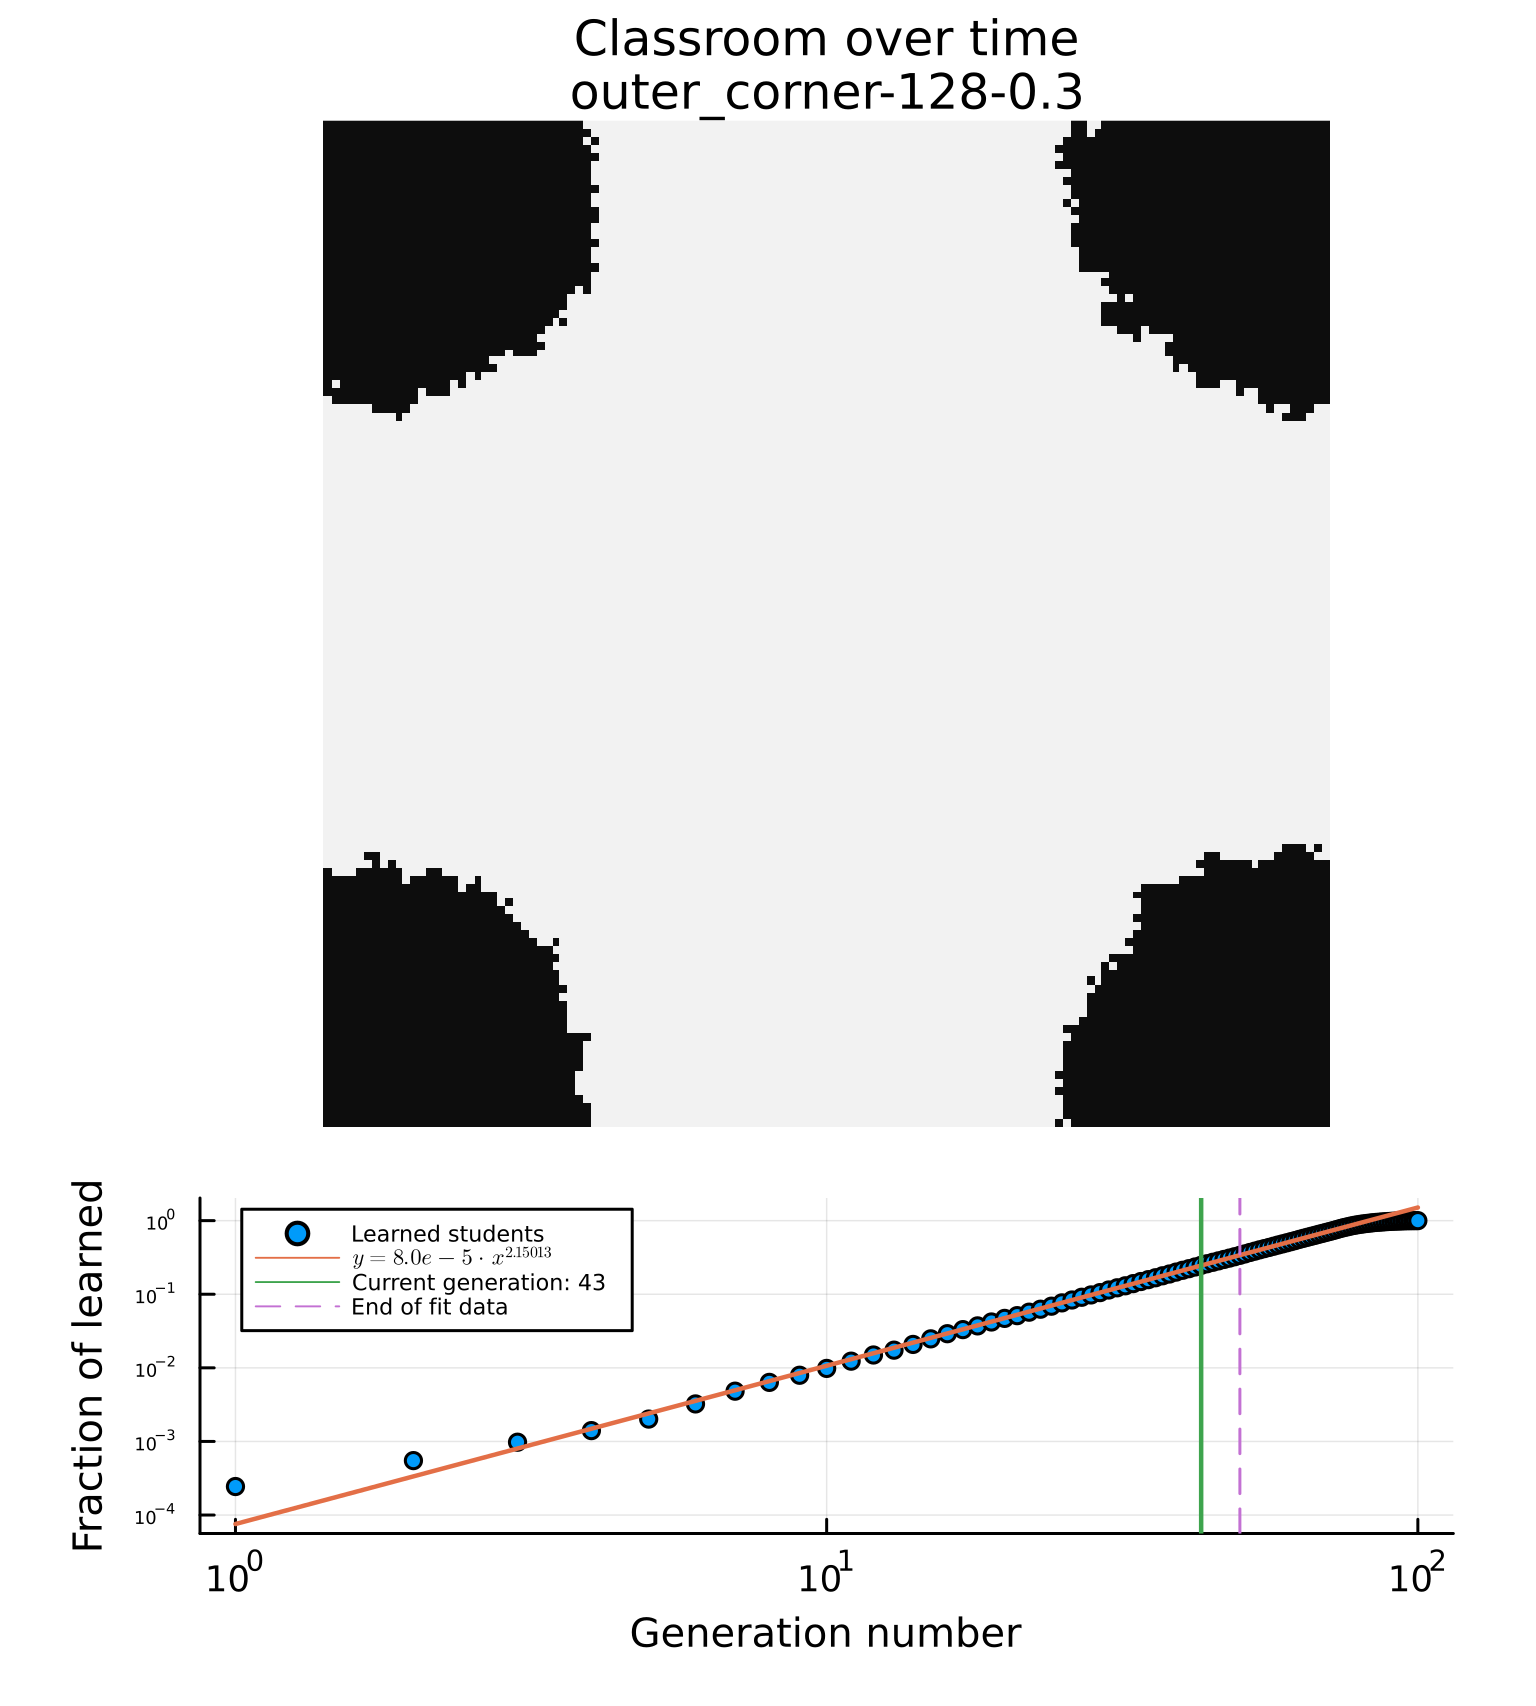 Classroom over time
outer_corner-128-0.3
Fraction of learned
10^0
10^-1
10^-2
10^-3
10^-4
Learned students
y = 8.0e − 5 · x^2.15013
Current generation: 43
End of fit data
10^0 10^1 10^2
Generation number